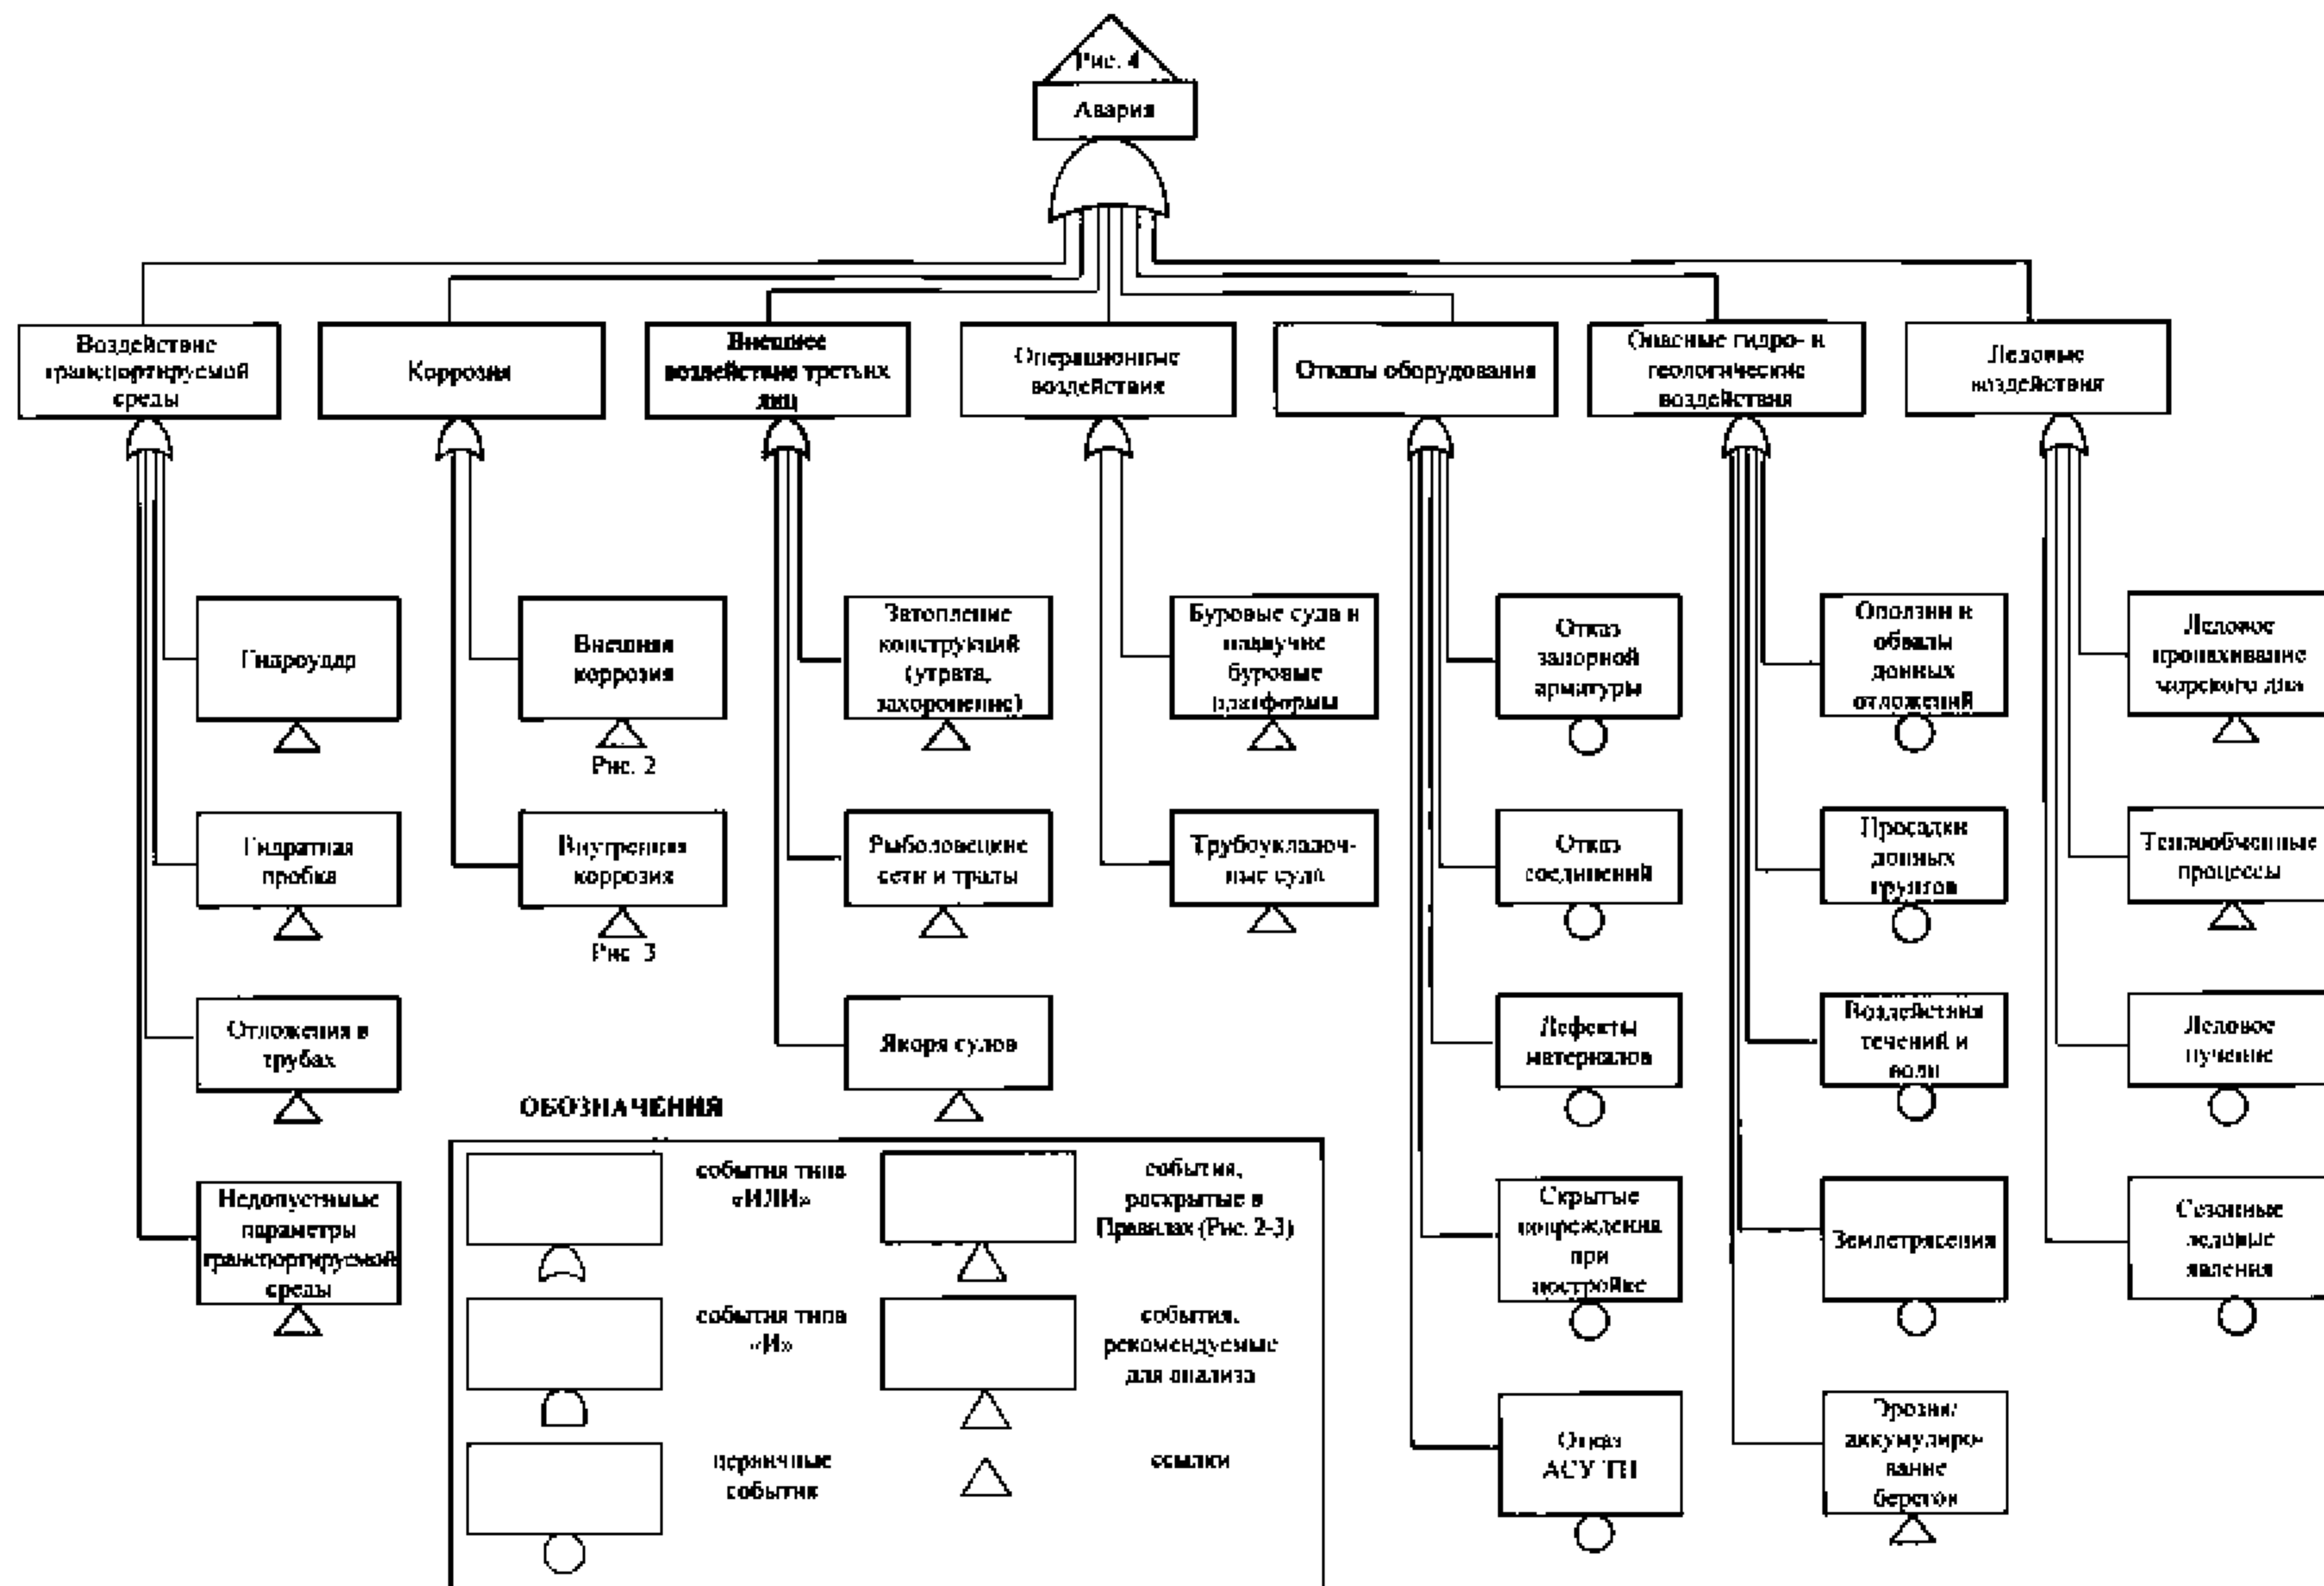 Рис. 4
Авария
Воздействие
транспортируемой
среды
Коррозия
Внешнее
воздействие третьих
лиц
Операционные
воздействия
Отказы оборудования
Опасные гидро- и
геологические
воздействия
Ледовые
воздействия
Гидроудар
Внешняя
коррозия
Рис. 2
Затопление
конструкций
(утрата,
захоронение)
Буровые суда и
плавучие
буровые
платформы
Отказ
запорной
арматуры
Оползни и
обвалы
донных
отложений
Ледовое
пропахивание
морского дна
Гидратная
пробка
Внутренняя
коррозия
Рис 3
Рыболовецкие
сети и тралы
Трубоукладоч-
ные суда
Отказ
соединений
Просадки
донных
грунтов
Теплообменные
процессы
Отложения в
трубах
Якоря судов
Дефекты
материалов
Воздействия
течений и
волн
Ледовое
пучение
Недопустимые
параметры
транспортируемой
среды
Скрытые
повреждения
при
постройке
Землетрясения
Сезонные
ледовые
явления
Отказ
АСУ ТП
Эрозия/
аккумулиро-
вание
берегов
ОБОЗНАЧЕНИЯ
события типа
«ИЛИ»
события,
раскрытые в
Правилах (Рис. 2-3)
события типа
«И»
события,
рекомендуемые
для анализа
первичные
события
ссылки